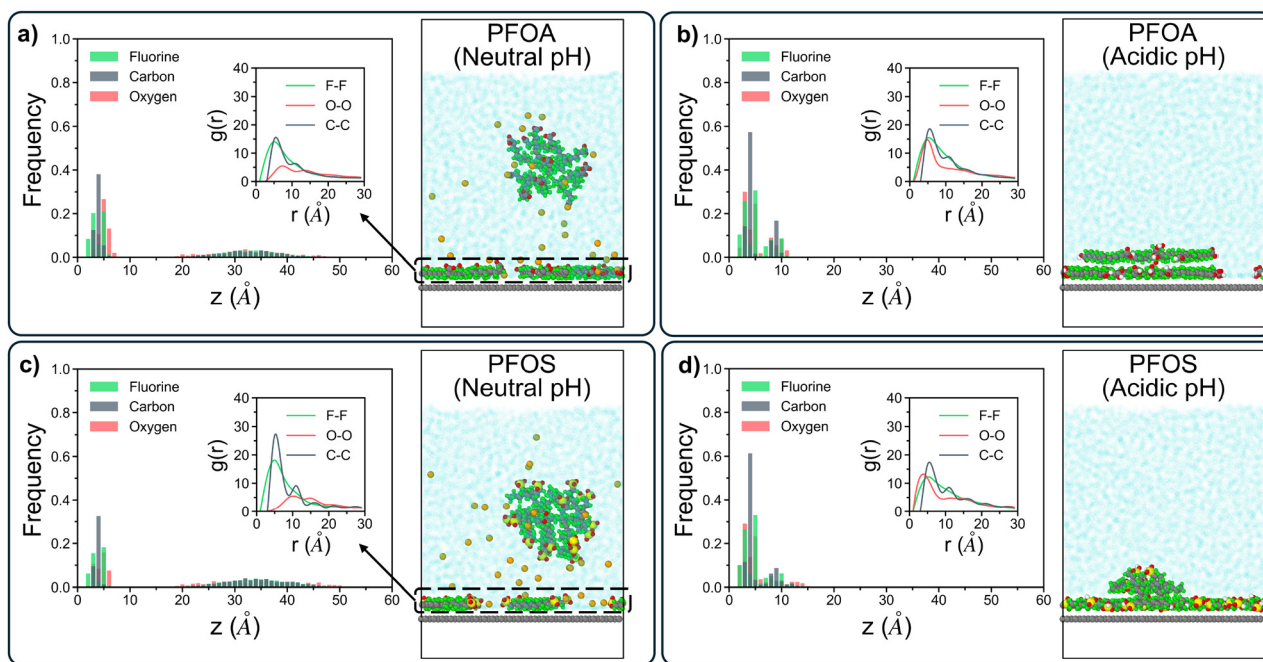 a)
PFOA
(Neutral pH)
Fluorine
Carbon
Oxygen
F-F
O-O
C-C
g(r)
40
30
20
10
0
0 10 20 30
r (Å)
Frequency
1.0
0.8
0.6
0.4
0.2
0.0
0 10 20 30 40 50 60
z (Å)
b)
PFOA
(Acidic pH)
Fluorine
Carbon
Oxygen
F-F
O-O
C-C
g(r)
40
30
20
10
0
0 10 20 30
r (Å)
Frequency
1.0
0.8
0.6
0.4
0.2
0.0
0 10 20 30 40 50 60
z (Å)
c)
PFOS
(Neutral pH)
Fluorine
Carbon
Oxygen
F-F
O-O
C-C
g(r)
40
30
20
10
0
0 10 20 30
r (Å)
Frequency
1.0
0.8
0.6
0.4
0.2
0.0
0 10 20 30 40 50 60
z (Å)
d)
PFOS
(Acidic pH)
Fluorine
Carbon
Oxygen
F-F
O-O
C-C
g(r)
40
30
20
10
0
0 10 20 30
r (Å)
Frequency
1.0
0.8
0.6
0.4
0.2
0.0
0 10 20 30 40 50 60
z (Å)